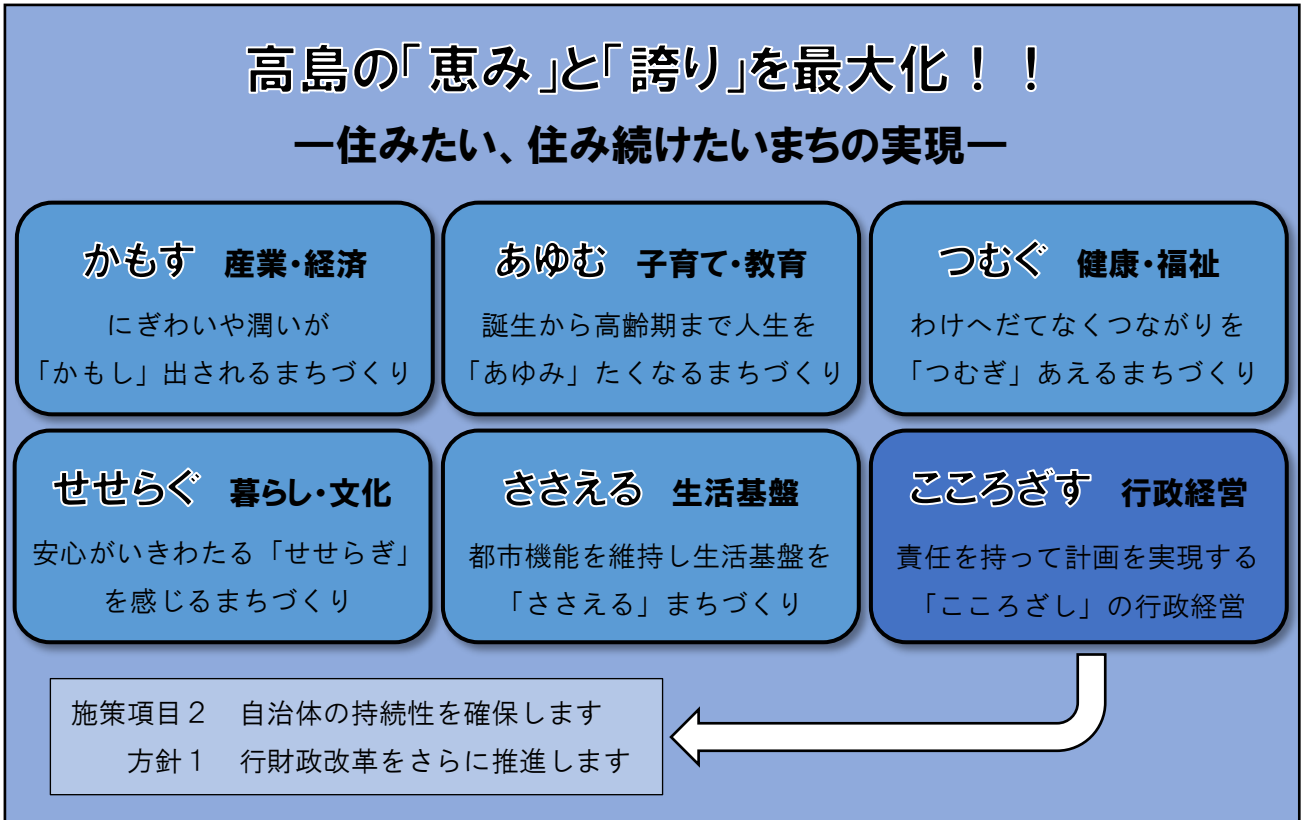 高島の「恵み」と「誇り」を最大化！！
―住みたい、住み続けたいまちの実現―
かもす　産業・経済
にぎわいや潤いが
「かもし」出されるまちづくり
あゆむ　子育て・教育
誕生から高齢期まで人生を
「あゆみ」たくなるまちづくり
つむぐ　健康・福祉
わけへだてなくつながりを
「つむぎ」あえるまちづくり
せせらぐ　暮らし・文化
安心がいきわたる「せせらぎ」
を感じるまちづくり
ささえる　生活基盤
都市機能を維持し生活基盤を
「ささえる」まちづくり
こころざす　行政経営
責任を持って計画を実現する
「こころざし」の行政経営
施策項目２　自治体の持続性を確保します
方針１　行財政改革をさらに推進します